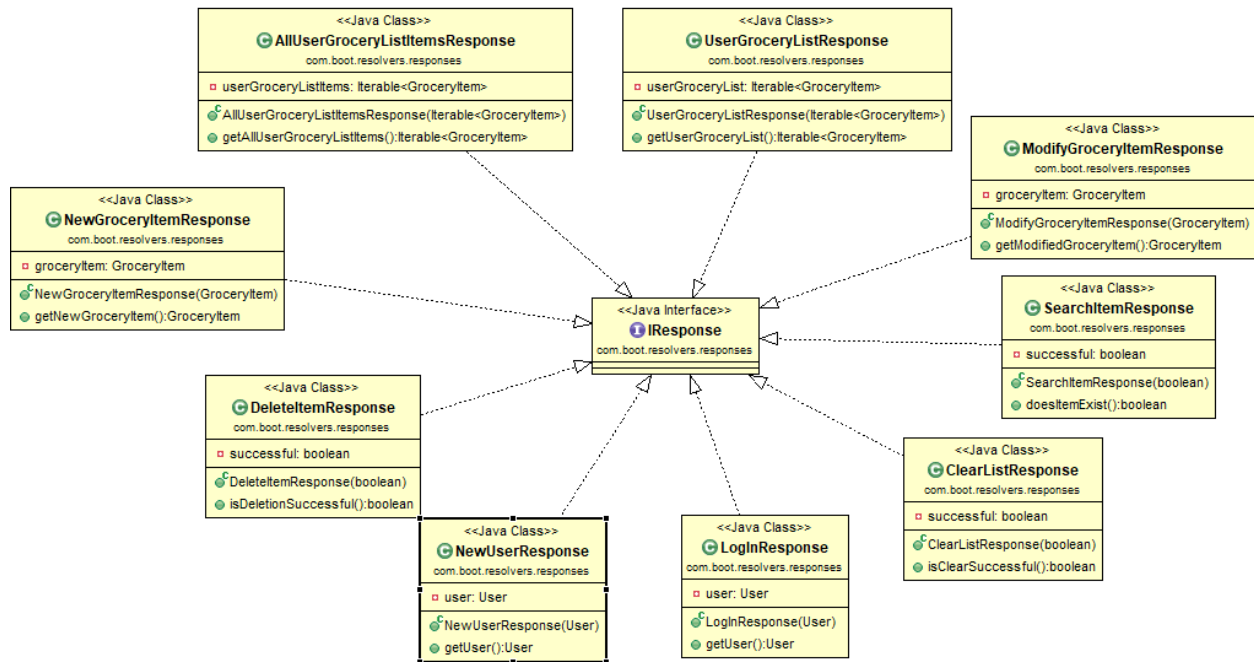 <<Java Class>>
AllUserGroceryListItemsResponse
com.boot.resolvers.responses
userGroceryListItems: Iterable<GroceryItem>
AllUserGroceryListItemsResponse(Iterable<GroceryItem>)
getAllUserGroceryListItems():Iterable<GroceryItem>
<<Java Class>>
UserGroceryListResponse
com.boot.resolvers.responses
userGroceryList: Iterable<GroceryItem>
UserGroceryListResponse(Iterable<GroceryItem>)
getUserGroceryList():Iterable<GroceryItem>
<<Java Class>>
ModifyGroceryItemResponse
com.boot.resolvers.responses
groceryItem: GroceryItem
ModifyGroceryItemResponse(GroceryItem)
getModifiedGroceryItem():GroceryItem
<<Java Class>>
NewGroceryItemResponse
com.boot.resolvers.responses
groceryItem: GroceryItem
NewGroceryItemResponse(GroceryItem)
getNewGroceryItem():GroceryItem
<<Java Interface>>
IResponse
com.boot.resolvers.responses
<<Java Class>>
SearchItemResponse
com.boot.resolvers.responses
successful: boolean
SearchItemResponse(boolean)
doesItemExist():boolean
<<Java Class>>
DeleteItemResponse
com.boot.resolvers.responses
successful: boolean
DeleteItemResponse(boolean)
isDeletionSuccessful():boolean
<<Java Class>>
ClearListResponse
com.boot.resolvers.responses
successful: boolean
ClearListResponse(boolean)
isClearSuccessful():boolean
<<Java Class>>
NewUserResponse
com.boot.resolvers.responses
user: User
NewUserResponse(User)
getUser():User
<<Java Class>>
LogInResponse
com.boot.resolvers.responses
user: User
LogInResponse(User)
getUser():User